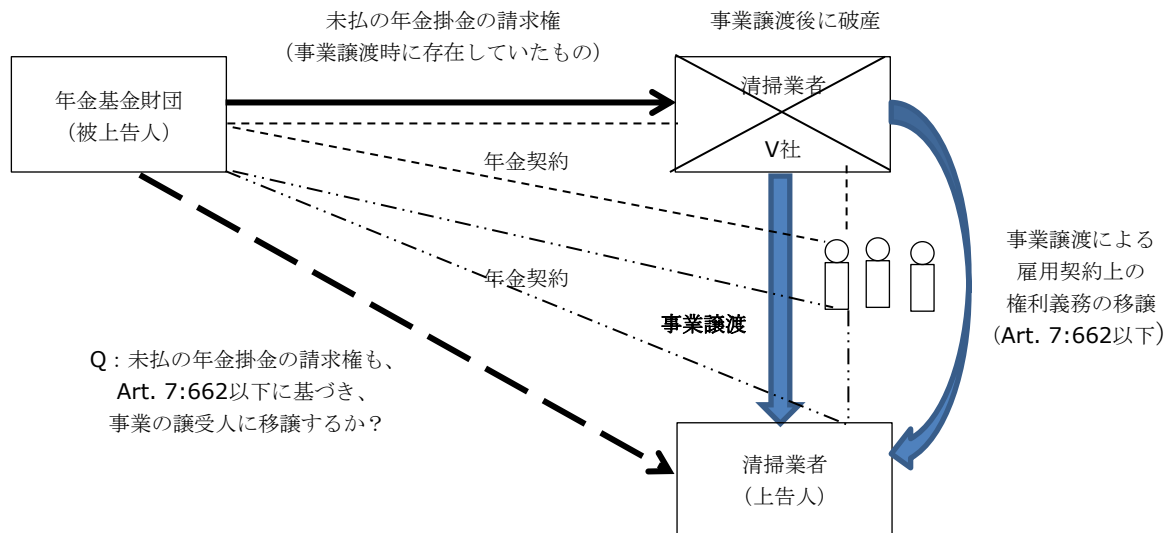 未払の年金掛金の請求権
（事業譲渡時に存在していたもの）
事業譲渡後に破産
年金基金財団
（被上告人）
清掃業者
V社
年金契約
年金契約
事業譲渡
事業譲渡による
雇用契約上の
権利義務の移譲
（Art. 7:662以下）
Q：未払の年金掛金の請求権も、
Art. 7:662以下に基づき、
事業の譲受人に移譲するか？
清掃業者
（上告人）